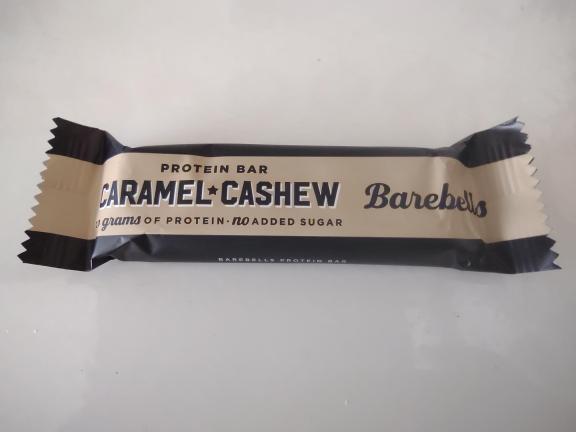 PROTEIN BAR
CARAMEL★CASHEW
grams OF PROTEIN · no ADDED SUGAR
Barebells
BAREBELLS PROTEIN BAR